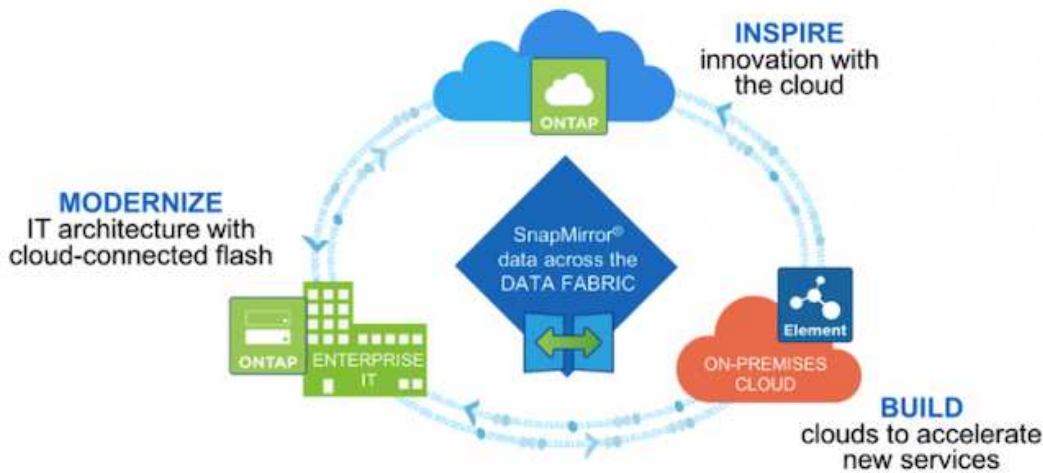 INSPIRE
innovation with
the cloud
ONTAP
MODERNIZE
IT architecture with
cloud-connected flash
SnapMirror®
data across the
DATA FABRIC
ONTAP
ENTERPRISE
IT
Element
ON-PREMISES
CLOUD
BUILD
clouds to accelerate
new services